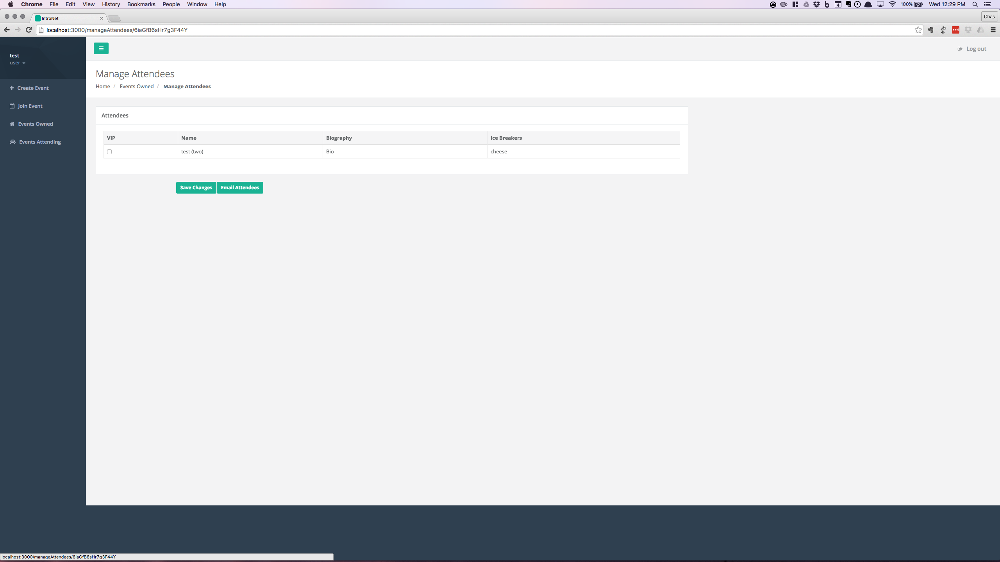 Chrome File Edit View History Bookmarks People Window Help 4 100% Wed 12:29 PM
IntroNet Chas
localhost:3000/manageAttendees/6iaGfB6sHr7g3F44Y
test
user
Log out
Create Event
Join Event
Events Owned
Events Attending
Manage Attendees
Home / Events Owned / Manage Attendees
Attendees
VIP Name Biography Ice Breakers
test (two) Bio cheese
Save Changes Email Attendees
localhost:3000/manageAttendees/6iaGfB6sHr7g3F44Y